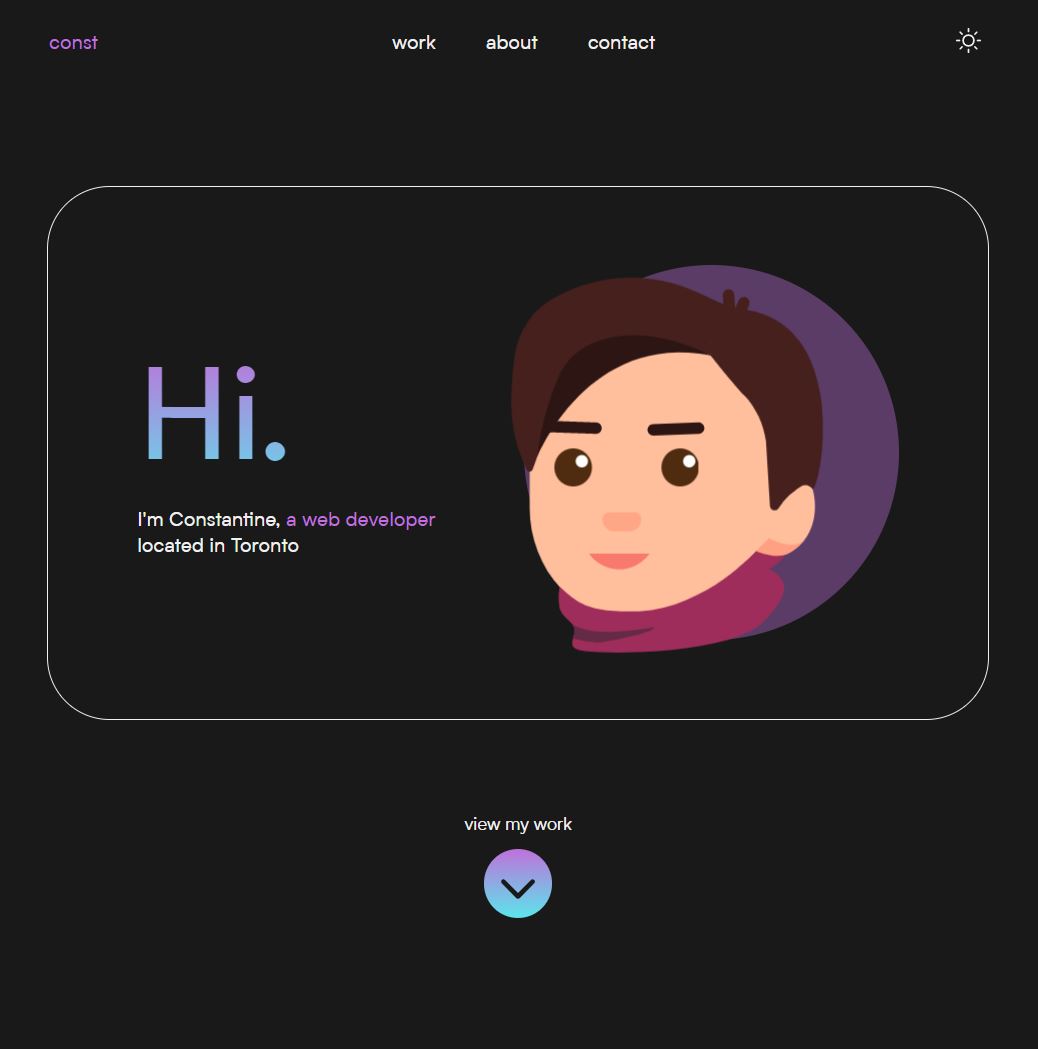 const
work about contact
Hi.
I'm Constantine, a web developer
located in Toronto
view my work